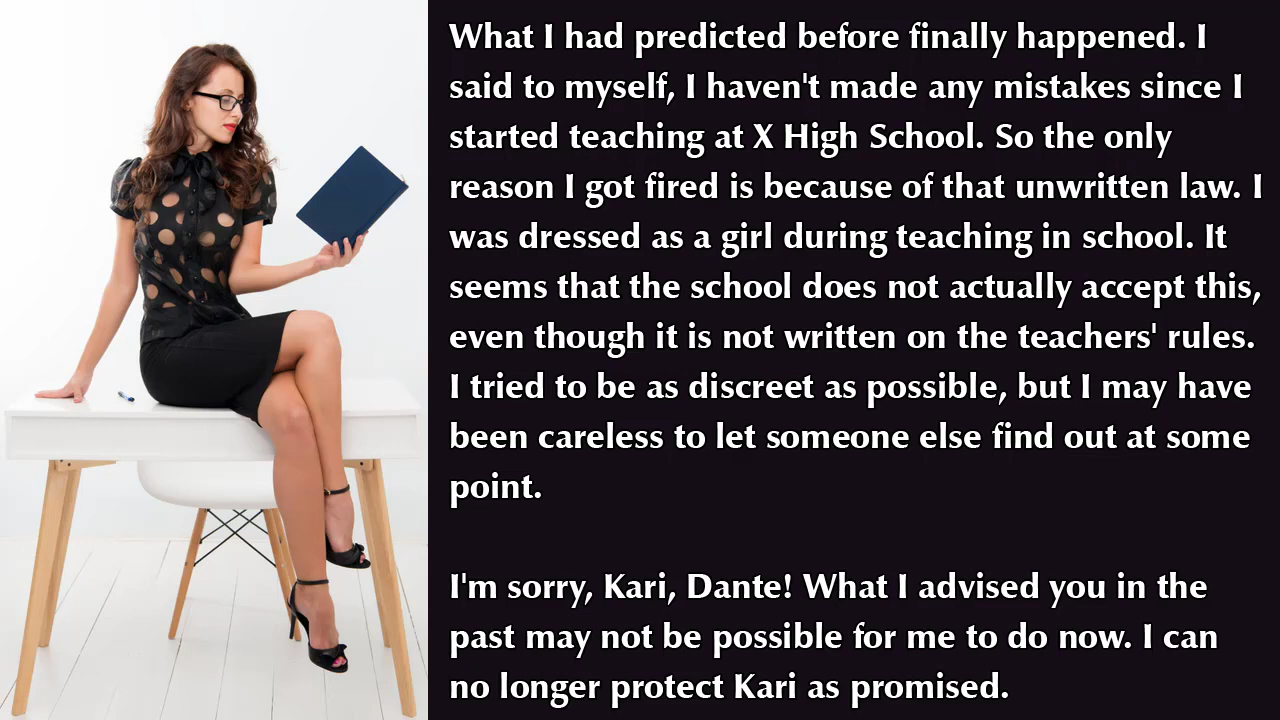 What I had predicted before finally happened. I
said to myself, I haven't made any mistakes since I
started teaching at X High School. So the only
reason I got fired is because of that unwritten law. I
was dressed as a girl during teaching in school. It
seems that the school does not actually accept this,
even though it is not written on the teachers' rules.
I tried to be as discreet as possible, but I may have
been careless to let someone else find out at some
point.
I'm sorry, Kari, Dante! What I advised you in the
past may not be possible for me to do now. I can
no longer protect Kari as promised.